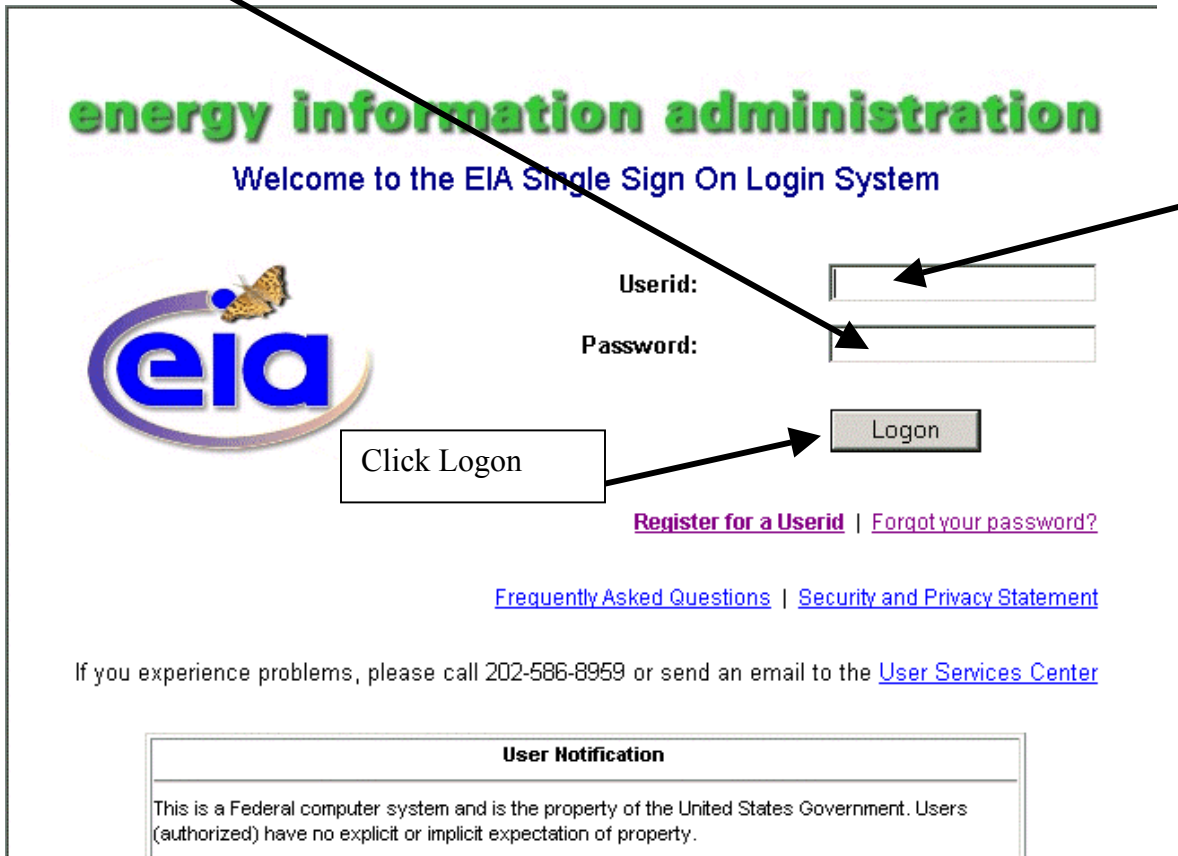 energy information administration
Welcome to the EIA Single Sign On Login System
eia
Userid:
Password:
Logon
Click Logon
Register for a Userid | Forgot your password?
Frequently Asked Questions | Security and Privacy Statement
If you experience problems, please call 202-586-8959 or send an email to the User Services Center
User Notification
This is a Federal computer system and is the property of the United States Government. Users
(authorized) have no explicit or implicit expectation of property.